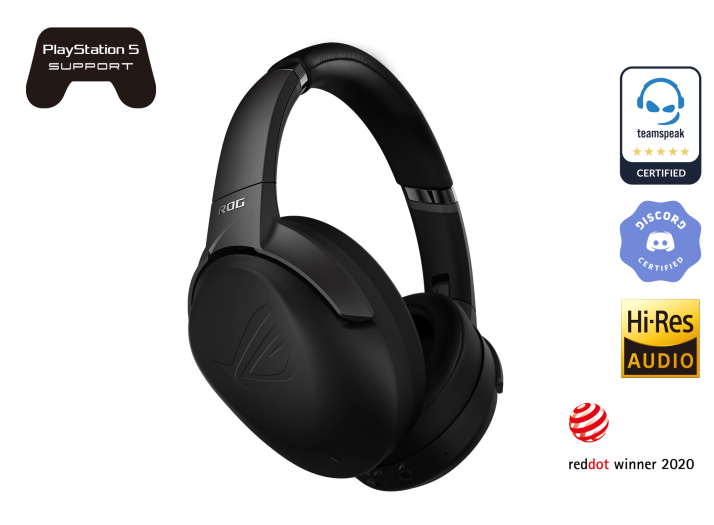 PlayStation 5
SUPPORT
ROG
teamspeak
CERTIFIED
DISCORD
CERTIFIED
Hi-Res
AUDIO
reddot winner 2020